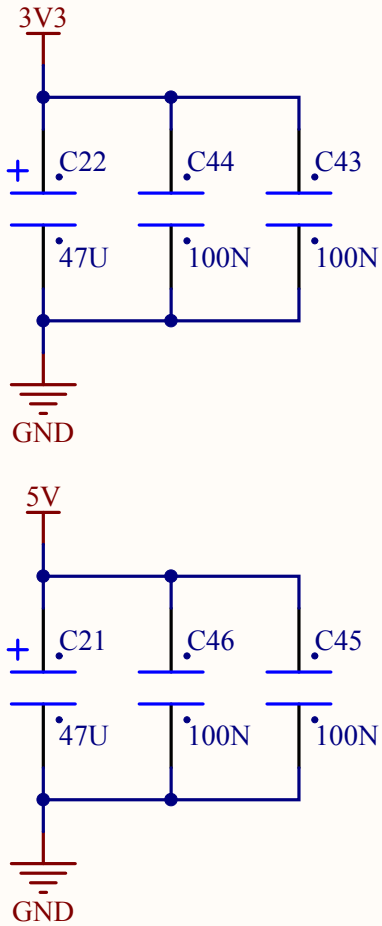 3V3
+ C22 C44 C43
47U 100N 100N
GND
5V
+ C21 C46 C45
47U 100N 100N
GND